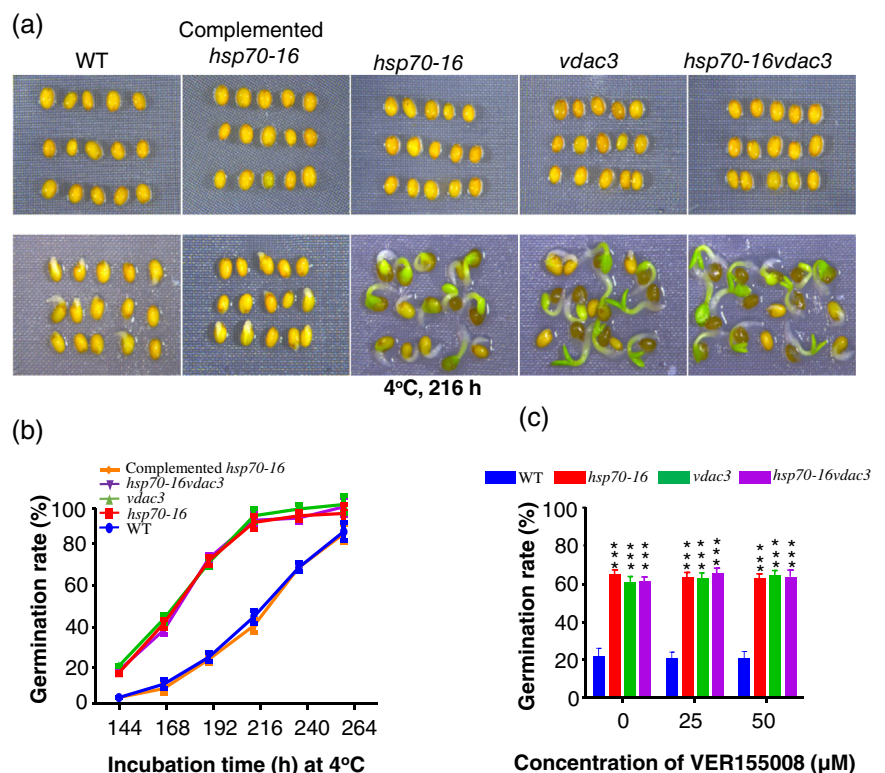 (a)
WT
Complemented
hsp70-16
hsp70-16
vdac3
hsp70-16vdac3
4ºC, 216 h
(b)
Complemented hsp70-16
hsp70-16vdac3
vdac3
hsp70-16
WT
Germination rate (%)
100
80
60
40
20
0
144 168 192 216 240 264
Incubation time (h) at 4ºC
(c)
WT hsp70-16 vdac3 hsp70-16vdac3
Germination rate (%)
100
80
60
40
20
0
*** *** *** *** *** *** *** *** ***
0 25 50
Concentration of VER155008 (µM)